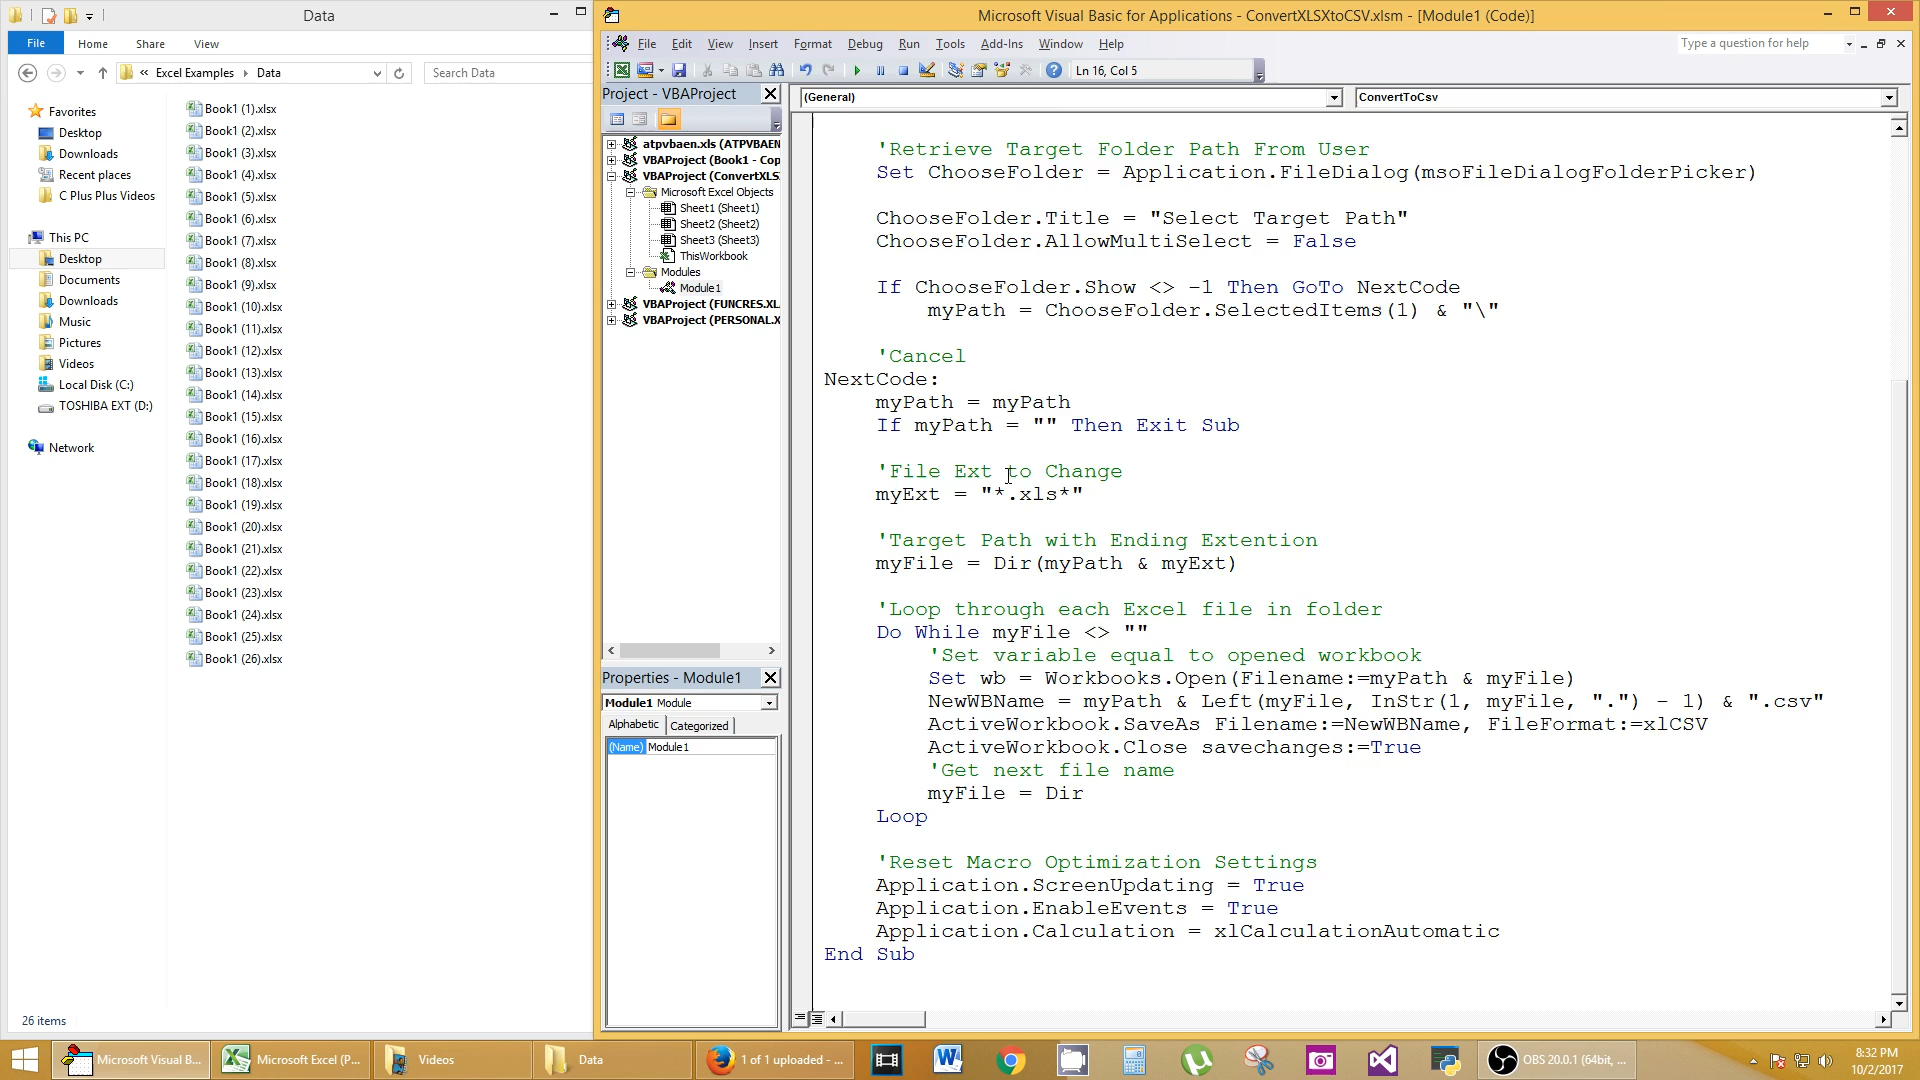 Data
File Home Share View
« Excel Examples Data
Search Data
Favorites
Desktop
Downloads
Recent places
C Plus Plus Videos
This PC
Desktop
Documents
Downloads
Music
Pictures
Videos
Local Disk (C:)
TOSHIBA EXT (D:)
Network
Book1 (1).xlsx
Book1 (2).xlsx
Book1 (3).xlsx
Book1 (4).xlsx
Book1 (5).xlsx
Book1 (6).xlsx
Book1 (7).xlsx
Book1 (8).xlsx
Book1 (9).xlsx
Book1 (10).xlsx
Book1 (11).xlsx
Book1 (12).xlsx
Book1 (13).xlsx
Book1 (14).xlsx
Book1 (15).xlsx
Book1 (16).xlsx
Book1 (17).xlsx
Book1 (18).xlsx
Book1 (19).xlsx
Book1 (20).xlsx
Book1 (21).xlsx
Book1 (22).xlsx
Book1 (23).xlsx
Book1 (24).xlsx
Book1 (25).xlsx
Book1 (26).xlsx
26 items
Microsoft Visual Basic for Applications - ConvertXLSXtoCSV.xlsm - [Module1 (Code)]
File Edit View Insert Format Debug Run Tools Add-Ins Window Help
Type a question for help
Ln 16, Col 5
Project - VBAProject
atpvbaen.xls (ATPVBAEN
VBAProject (Book1 - Cop
VBAProject (ConvertXLS
Microsoft Excel Objects
Sheet1 (Sheet1)
Sheet2 (Sheet2)
Sheet3 (Sheet3)
ThisWorkbook
Modules
Module1
VBAProject (FUNCRES.XL
VBAProject (PERSONAL.X
Properties - Module1
Module1 Module
Alphabetic Categorized
(Name) Module1
(General)
ConvertToCsv
'Retrieve Target Folder Path From User
Set ChooseFolder = Application.FileDialog(msoFileDialogFolderPicker)
ChooseFolder.Title = "Select Target Path"
ChooseFolder.AllowMultiSelect = False
If ChooseFolder.Show <> -1 Then GoTo NextCode
myPath = ChooseFolder.SelectedItems(1) & "\"
'Cancel
NextCode:
myPath = myPath
If myPath = "" Then Exit Sub
'File Ext to Change
myExt = "*.xls*"
'Target Path with Ending Extention
myFile = Dir(myPath & myExt)
'Loop through each Excel file in folder
Do While myFile <> ""
'Set variable equal to opened workbook
Set wb = Workbooks.Open(Filename:=myPath & myFile)
NewWBName = myPath & Left(myFile, InStr(1, myFile, ".") - 1) & ".csv"
ActiveWorkbook.SaveAs Filename:=NewWBName, FileFormat:=xlCSV
ActiveWorkbook.Close savechanges:=True
'Get next file name
myFile = Dir
Loop
'Reset Macro Optimization Settings
Application.ScreenUpdating = True
Application.EnableEvents = True
Application.Calculation = xlCalculationAutomatic
End Sub
Microsoft Visual B...
Microsoft Excel (P...
Videos
Data
1 of 1 uploaded - ...
OBS 20.0.1 (64bit, ...
8:32 PM
10/2/2017